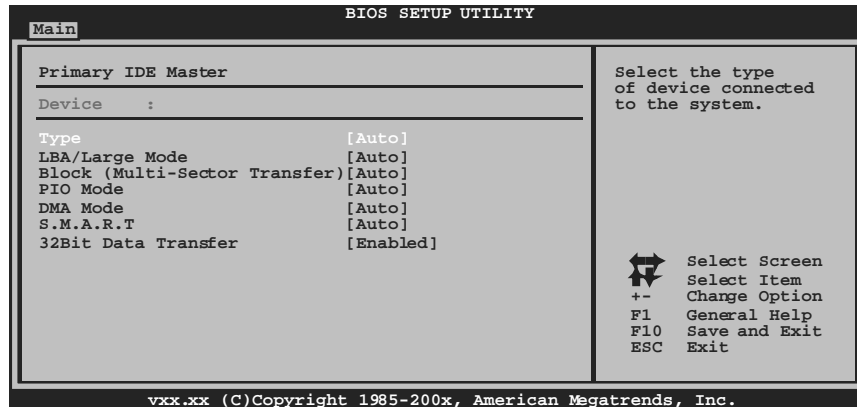 BIOS SETUP UTILITY
Main
Primary IDE Master
Device :
Type [Auto]
LBA/Large Mode [Auto]
Block (Multi-Sector Transfer)[Auto]
PIO Mode [Auto]
DMA Mode [Auto]
S.M.A.R.T [Auto]
32Bit Data Transfer [Enabled]
Select the type
of device connected
to the system.
Select Screen
Select Item
+- Change Option
F1 General Help
F10 Save and Exit
ESC Exit
vxx.xx (C)Copyright 1985-200x, American Megatrends, Inc.